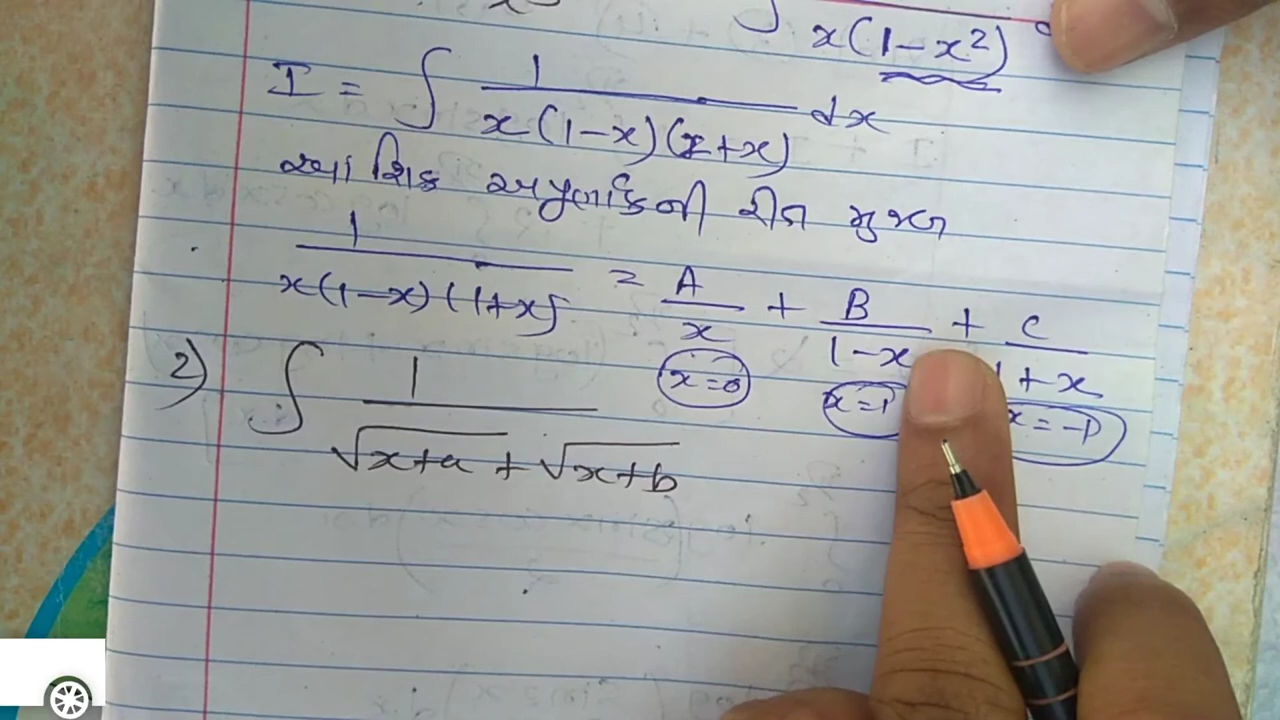 x(1-x²)
I = ∫ 1/(x(1-x)(1+x)) dx
આંશિક અપૂર્ણાંકની રીત મુજબ
1/(x(1-x)(1+x)) = A/x + B/(1-x) + C/(1+x)
x=0 x=1 x=-1
2) ∫ 1/(√(x+a) + √(x+b))